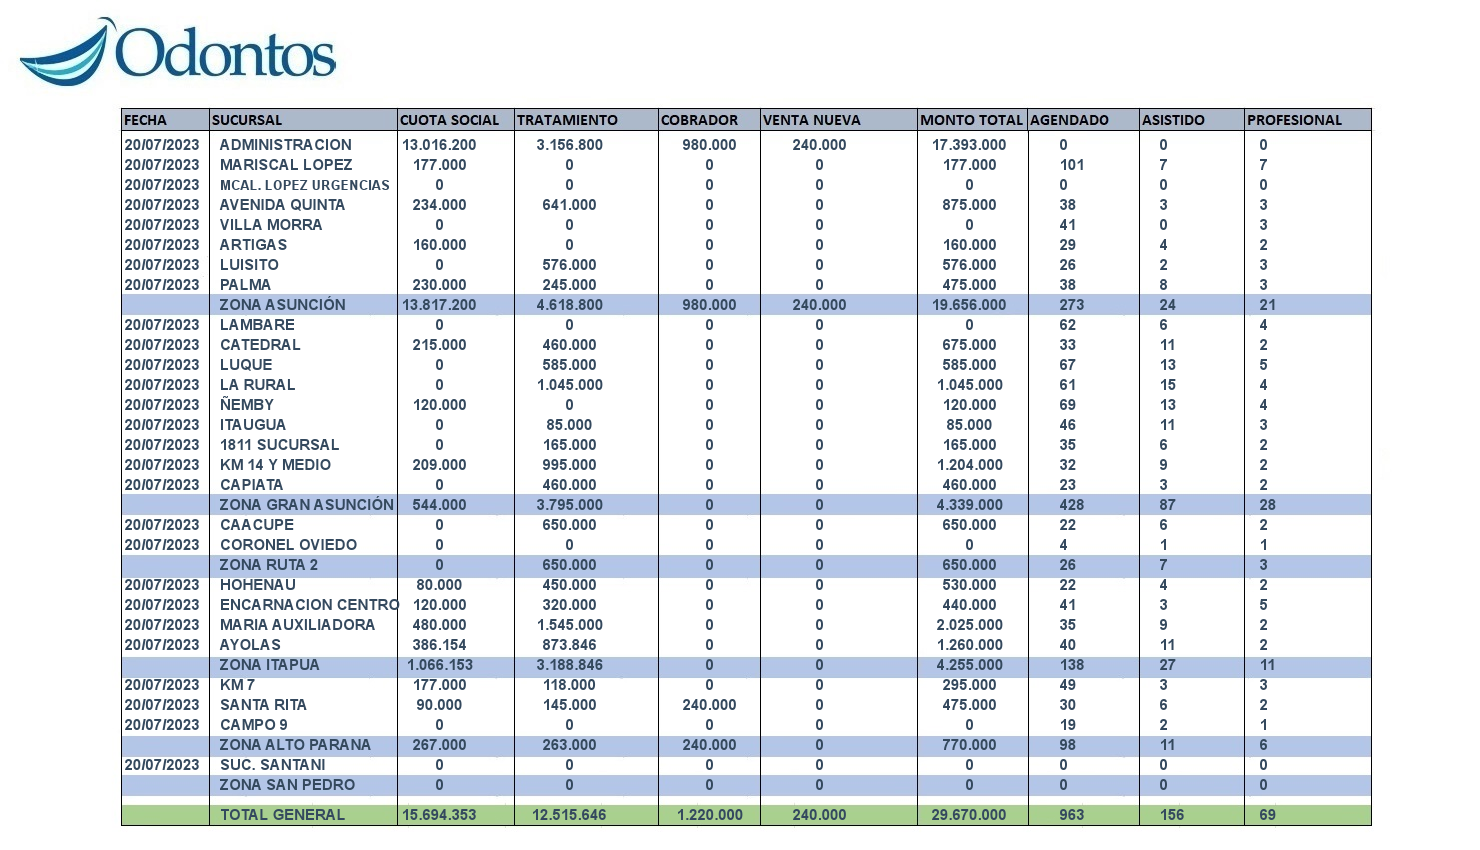 Odontos
FECHA SUCURSAL CUOTA SOCIAL TRATAMIENTO COBRADOR VENTA NUEVA MONTO TOTAL AGENDADO ASISTIDO PROFESIONAL
20/07/2023 ADMINISTRACION 13.016.200 3.156.800 980.000 240.000 17.393.000 0 0 0
20/07/2023 MARISCAL LOPEZ 177.000 0 0 0 177.000 101 7 7
20/07/2023 MCAL. LOPEZ URGENCIAS 0 0 0 0 0 0 0 0
20/07/2023 AVENIDA QUINTA 234.000 641.000 0 0 875.000 38 3 3
20/07/2023 VILLA MORRA 0 0 0 0 0 41 0 3
20/07/2023 ARTIGAS 160.000 0 0 0 160.000 29 4 2
20/07/2023 LUISITO 0 576.000 0 0 576.000 26 2 3
20/07/2023 PALMA 230.000 245.000 0 0 475.000 38 8 3
ZONA ASUNCIÓN 13.817.200 4.618.800 980.000 240.000 19.656.000 273 24 21
20/07/2023 LAMBARE 0 0 0 0 0 62 6 4
20/07/2023 CATEDRAL 215.000 460.000 0 0 675.000 33 11 2
20/07/2023 LUQUE 0 585.000 0 0 585.000 67 13 5
20/07/2023 LA RURAL 0 1.045.000 0 0 1.045.000 61 15 4
20/07/2023 ÑEMBY 120.000 0 0 0 120.000 69 13 4
20/07/2023 ITAUGUA 0 85.000 0 0 85.000 46 11 3
20/07/2023 1811 SUCURSAL 0 165.000 0 0 165.000 35 6 2
20/07/2023 KM 14 Y MEDIO 209.000 995.000 0 0 1.204.000 32 9 2
20/07/2023 CAPIATA 0 460.000 0 0 460.000 23 3 2
ZONA GRAN ASUNCIÓN 544.000 3.795.000 0 0 4.339.000 428 87 28
20/07/2023 CAACUPE 0 650.000 0 0 650.000 22 6 2
20/07/2023 CORONEL OVIEDO 0 0 0 0 0 4 1 1
ZONA RUTA 2 0 650.000 0 0 650.000 26 7 3
20/07/2023 HOHENAU 80.000 450.000 0 0 530.000 22 4 2
20/07/2023 ENCARNACION CENTRO 120.000 320.000 0 0 440.000 41 3 5
20/07/2023 MARIA AUXILIADORA 480.000 1.545.000 0 0 2.025.000 35 9 2
20/07/2023 AYOLAS 386.154 873.846 0 0 1.260.000 40 11 2
ZONA ITAPUA 1.066.153 3.188.846 0 0 4.255.000 138 27 11
20/07/2023 KM 7 177.000 118.000 0 0 295.000 49 3 3
20/07/2023 SANTA RITA 90.000 145.000 240.000 0 475.000 30 6 2
20/07/2023 CAMPO 9 0 0 0 0 0 19 2 1
ZONA ALTO PARANA 267.000 263.000 240.000 0 770.000 98 11 6
20/07/2023 SUC. SANTANI 0 0 0 0 0 0 0 0
ZONA SAN PEDRO 0 0 0 0 0 0 0 0
TOTAL GENERAL 15.694.353 12.515.646 1.220.000 240.000 29.670.000 963 156 69